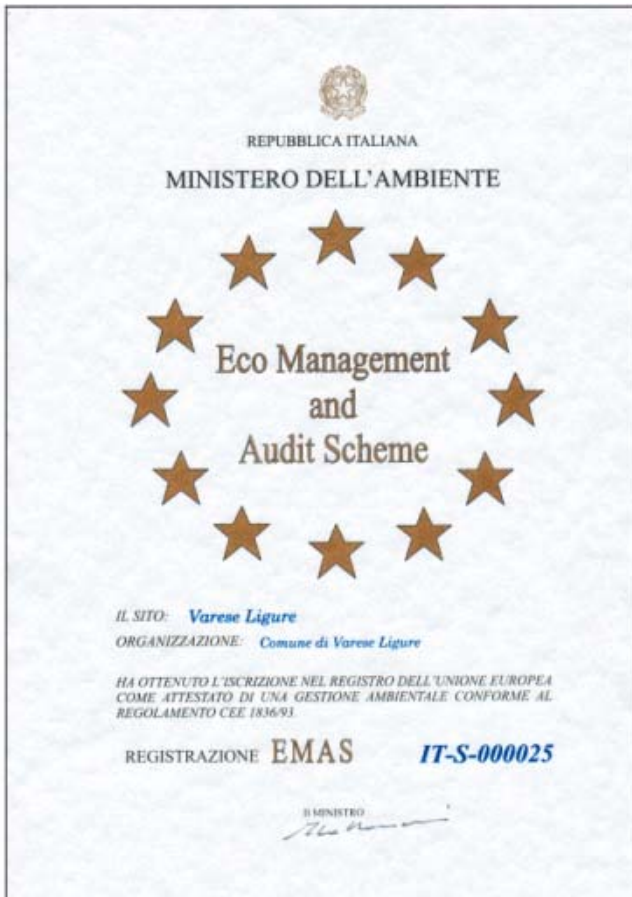 REPUBBLICA ITALIANA
MINISTERO DELL'AMBIENTE
Eco Management
and
Audit Scheme
IL SITO: Varese Ligure
ORGANIZZAZIONE: Comune di Varese Ligure
HA OTTENUTO L'ISCRIZIONE NEL REGISTRO DELL'UNIONE EUROPEA
COME ATTESTATO DI UNA GESTIONE AMBIENTALE CONFORME AL
REGOLAMENTO CEE 1836/93.
REGISTRAZIONE EMAS IT-S-000025
Il MINISTRO